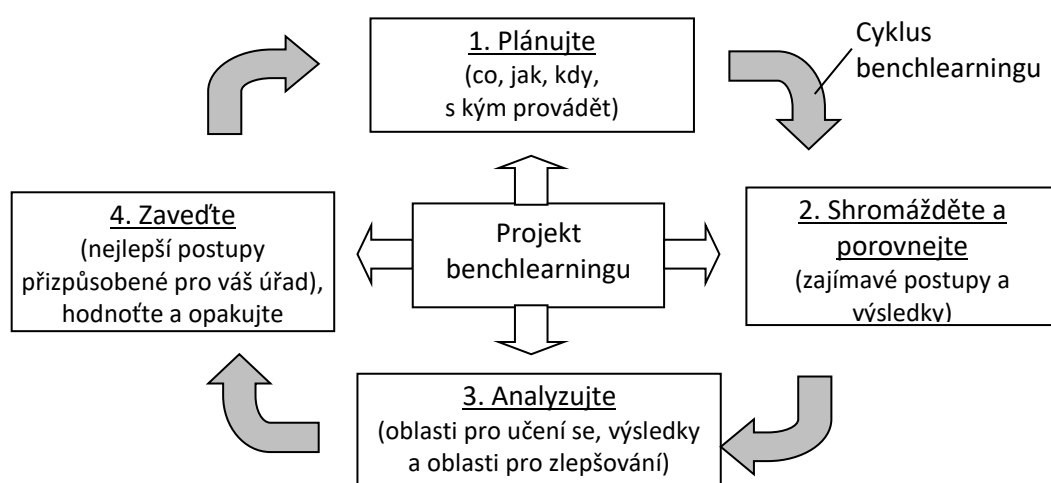 1. Plánujte
(co, jak, kdy,
s kým provádět)
Cyklus
benchlearningu
4. Zaveďte
(nejlepší postupy
přizpůsobené pro váš úřad),
hodnoťte a opakujte
Projekt
benchlearningu
2. Shromážděte a
porovnejte
(zajímavé postupy a
výsledky)
3. Analyzujte
(oblasti pro učení se, výsledky
a oblasti pro zlepšování)